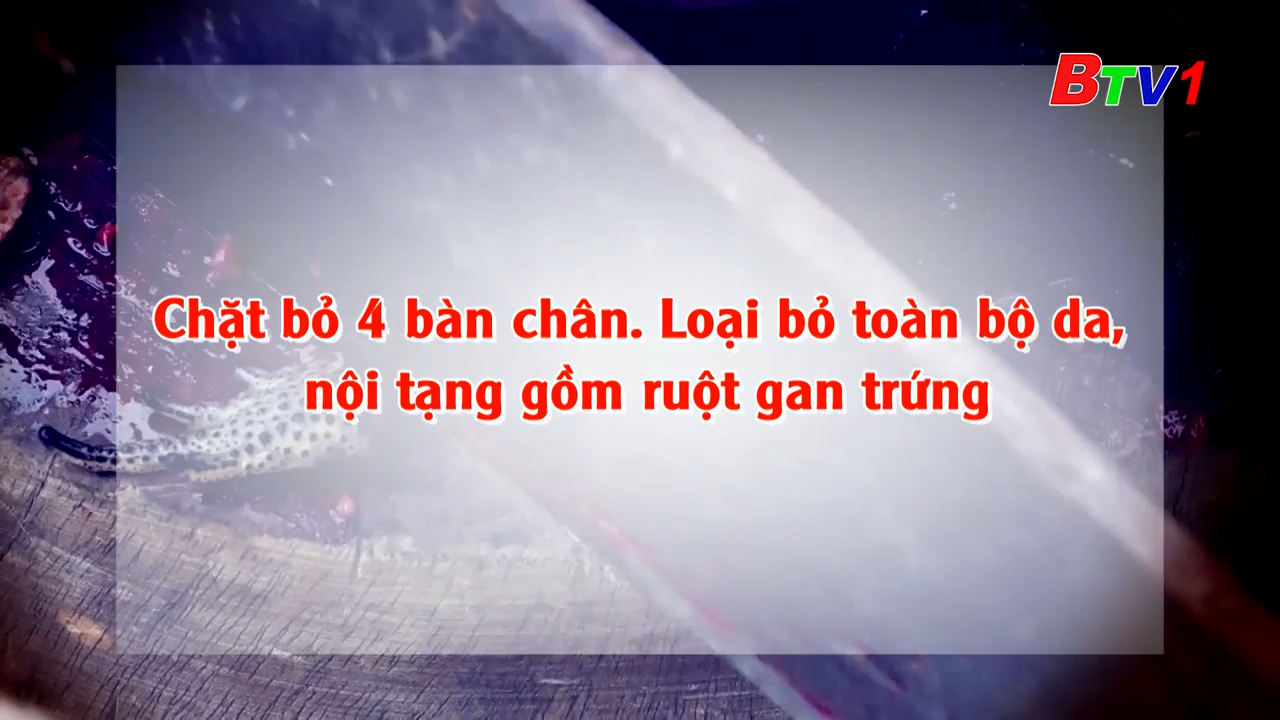 BTV1
Chặt bỏ 4 bàn chân. Loại bỏ toàn bộ da,
nội tạng gồm ruột gan trứng